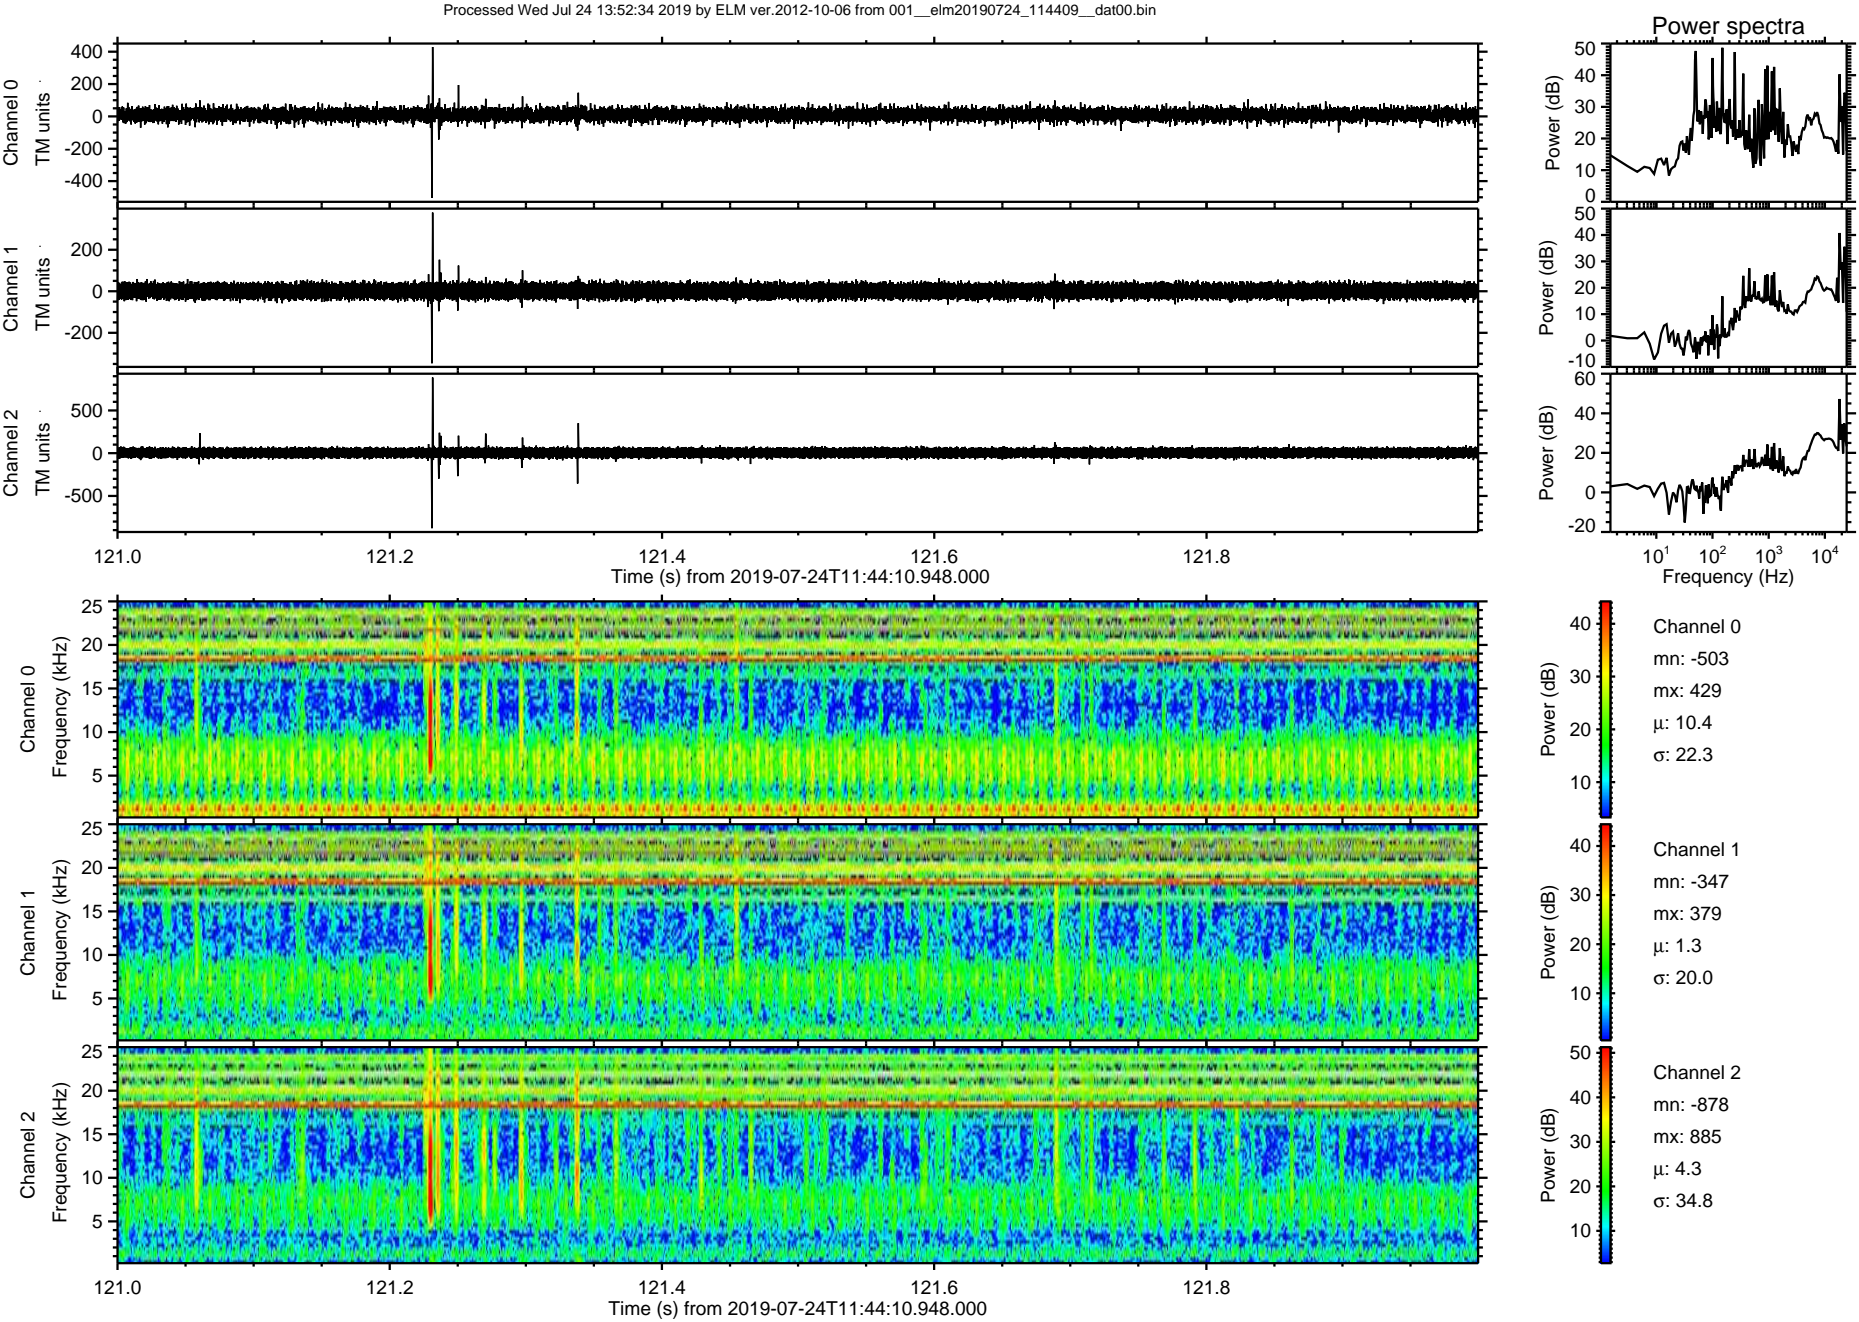 Processed Wed Jul 24 13:52:34 2019 by ELM ver.2012-10-06 from 001__elm20190724_114409__dat00.bin
Power spectra
Channel 0
TM units
400
200
0
-200
-400
Power (dB)
50
40
30
20
10
0
Channel 1
TM units
200
0
-200
Power (dB)
50
40
30
20
10
0
-10
Channel 2
TM units
500
0
-500
Power (dB)
60
40
20
0
-20
121.0 121.2 121.4 121.6 121.8
Time (s) from 2019-07-24T11:44:10.948.000
10^1 10^2 10^3 10^4
Frequency (Hz)
Channel 0
Frequency (kHz)
25
20
15
10
5
Power (dB)
40
30
20
10
Channel 0
mn: -503
mx: 429
μ: 10.4
σ: 22.3
Channel 1
Frequency (kHz)
25
20
15
10
5
Power (dB)
40
30
20
10
Channel 1
mn: -347
mx: 379
μ: 1.3
σ: 20.0
Channel 2
Frequency (kHz)
25
20
15
10
5
Power (dB)
50
40
30
20
10
Channel 2
mn: -878
mx: 885
μ: 4.3
σ: 34.8
121.0 121.2 121.4 121.6 121.8
Time (s) from 2019-07-24T11:44:10.948.000